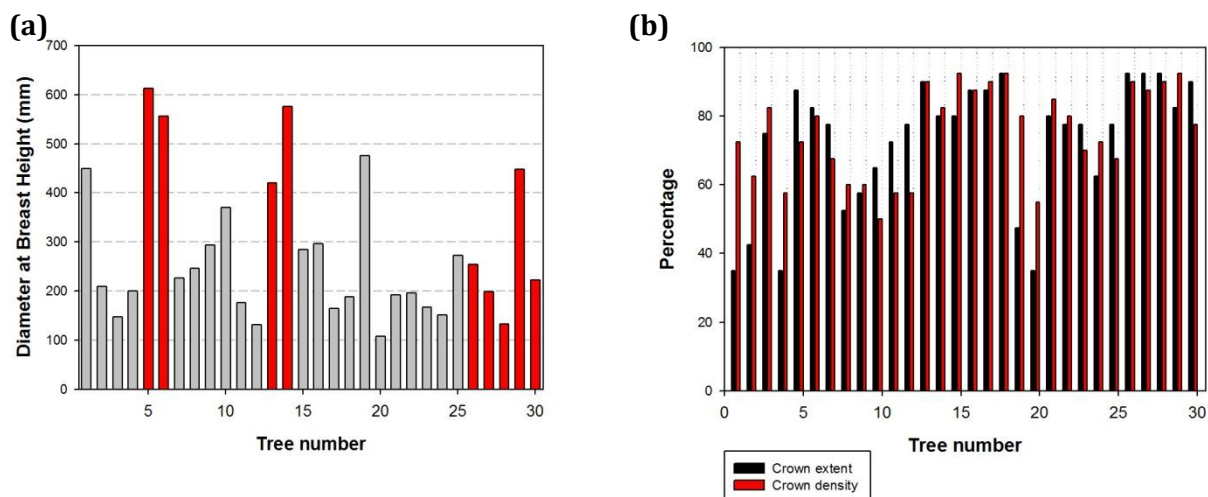 (a)
700
600
500
400
300
200
100
0
Diameter at Breast Height (mm)
5 10 15 20 25 30
Tree number
(b)
100
80
60
40
20
0
Percentage
0 5 10 15 20 25 30
Tree number
Crown extent
Crown density